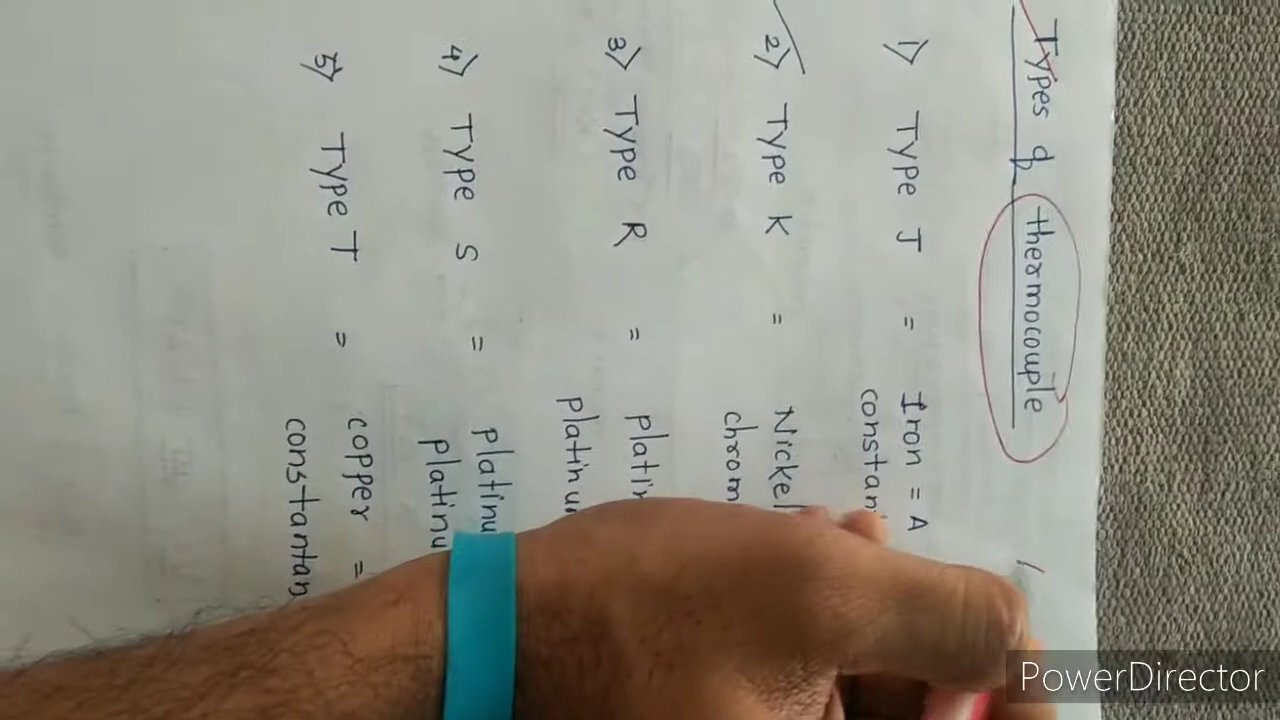 Types of thermocouple
1) Type J = Iron = A
constan
2) Type K = Nickel
chrom
3) Type R = platin
platinu
4) Type S = platinu
platinu
5) Type T = copper =
constantan
PowerDirector